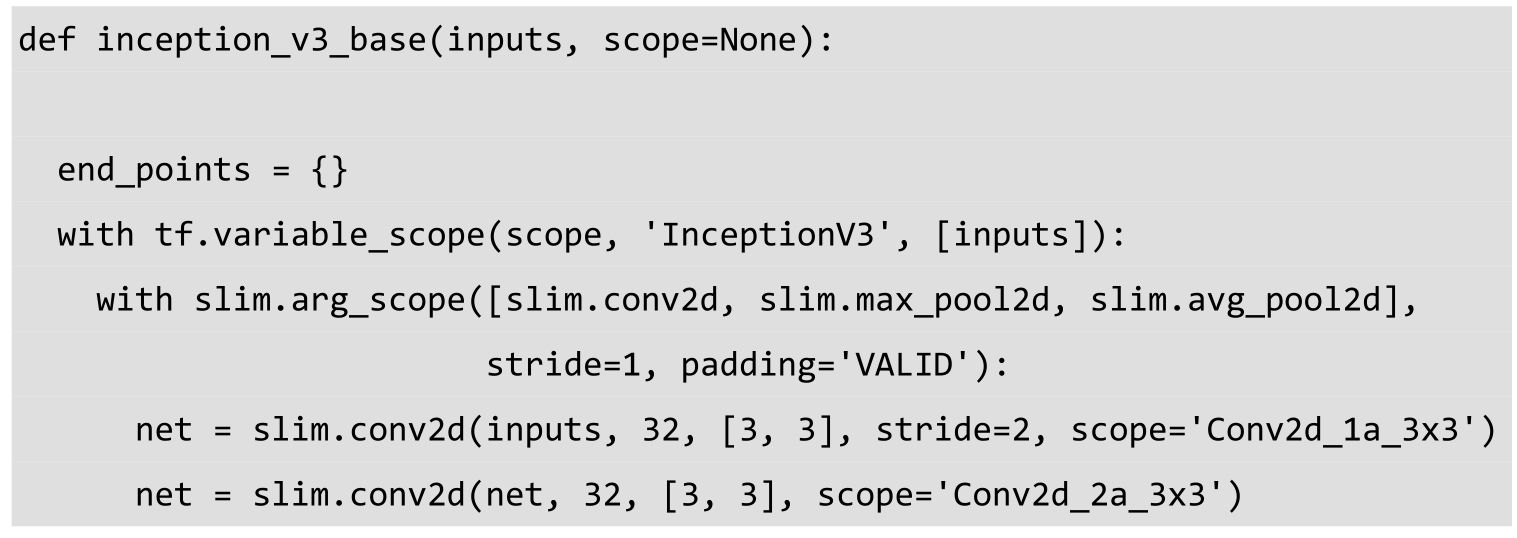 def inception_v3_base(inputs, scope=None):

  end_points = {}
  with tf.variable_scope(scope, 'InceptionV3', [inputs]):
    with slim.arg_scope([slim.conv2d, slim.max_pool2d, slim.avg_pool2d],
                        stride=1, padding='VALID'):
      net = slim.conv2d(inputs, 32, [3, 3], stride=2, scope='Conv2d_1a_3x3')
      net = slim.conv2d(net, 32, [3, 3], scope='Conv2d_2a_3x3')